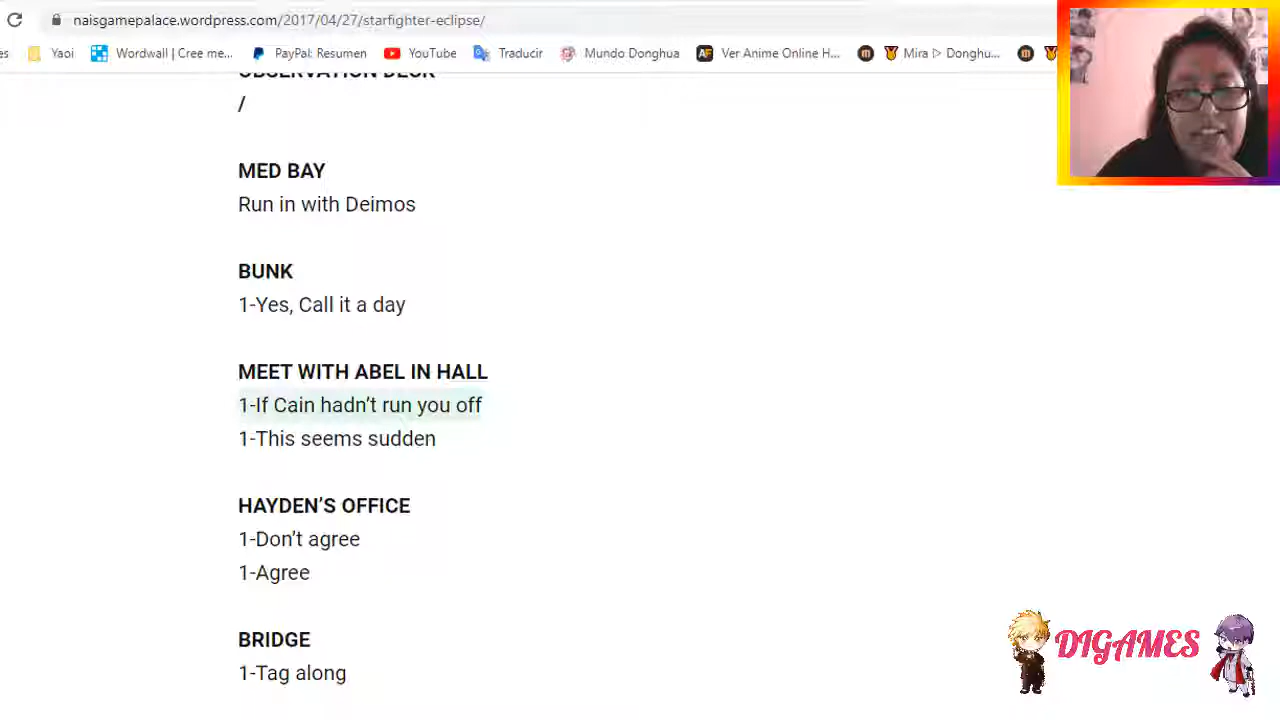 naisgamepalace.wordpress.com/2017/04/27/starfighter-eclipse/
es Yaoi Wordwall | Cree me... PayPal: Resumen YouTube Traducir Mundo Donghua Ver Anime Online H... Mira ▷ Donghu...
OBSERVATION DECK
/
MED BAY
Run in with Deimos
BUNK
1-Yes, Call it a day
MEET WITH ABEL IN HALL
1-If Cain hadn’t run you off
1-This seems sudden
HAYDEN’S OFFICE
1-Don’t agree
1-Agree
BRIDGE
1-Tag along
DIGAMES